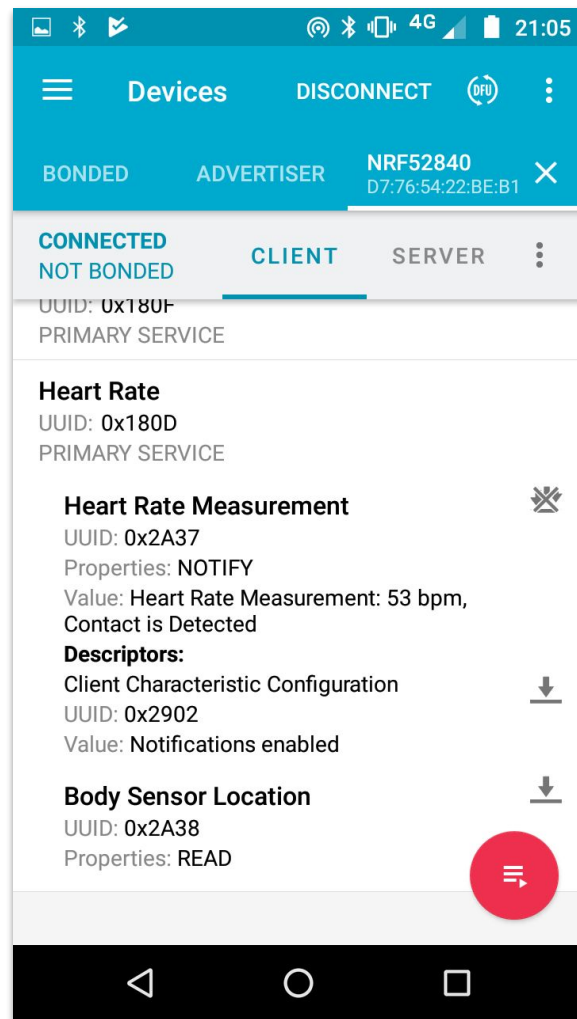 4G 21:05
Devices DISCONNECT DFU
BONDED ADVERTISER NRF52840
D7:76:54:22:BE:B1
CONNECTED
NOT BONDED CLIENT SERVER
UUID: 0x180F
PRIMARY SERVICE
Heart Rate
UUID: 0x180D
PRIMARY SERVICE
Heart Rate Measurement
UUID: 0x2A37
Properties: NOTIFY
Value: Heart Rate Measurement: 53 bpm,
Contact is Detected
Descriptors:
Client Characteristic Configuration
UUID: 0x2902
Value: Notifications enabled
Body Sensor Location
UUID: 0x2A38
Properties: READ